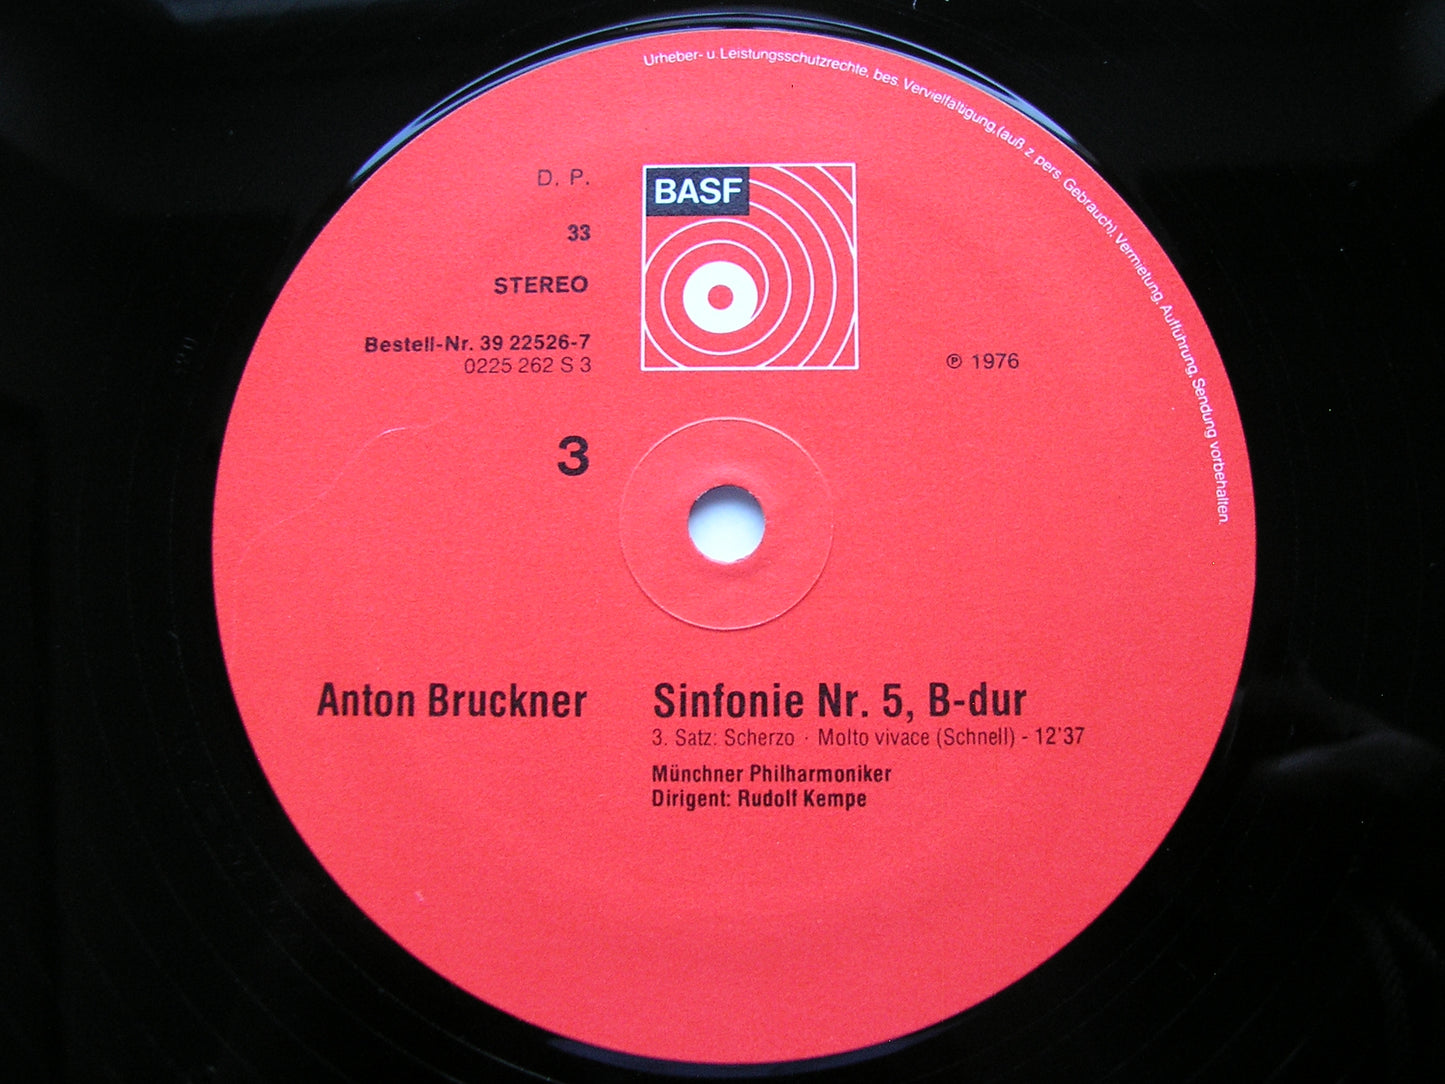 Urheber- u. Leistungsschutzrechte, bes. Vervielfältigung, (auß. z. pers. Gebrauch), Vermietung, Aufführung, Sendung vorbehalten.
D. P.
BASF
33
STEREO
Bestell-Nr. 39 22526-7
0225 262 S 3
℗ 1976
3
Anton Bruckner
Sinfonie Nr. 5, B-dur
3. Satz: Scherzo · Molto vivace (Schnell) - 12'37
Münchner Philharmoniker
Dirigent: Rudolf Kempe